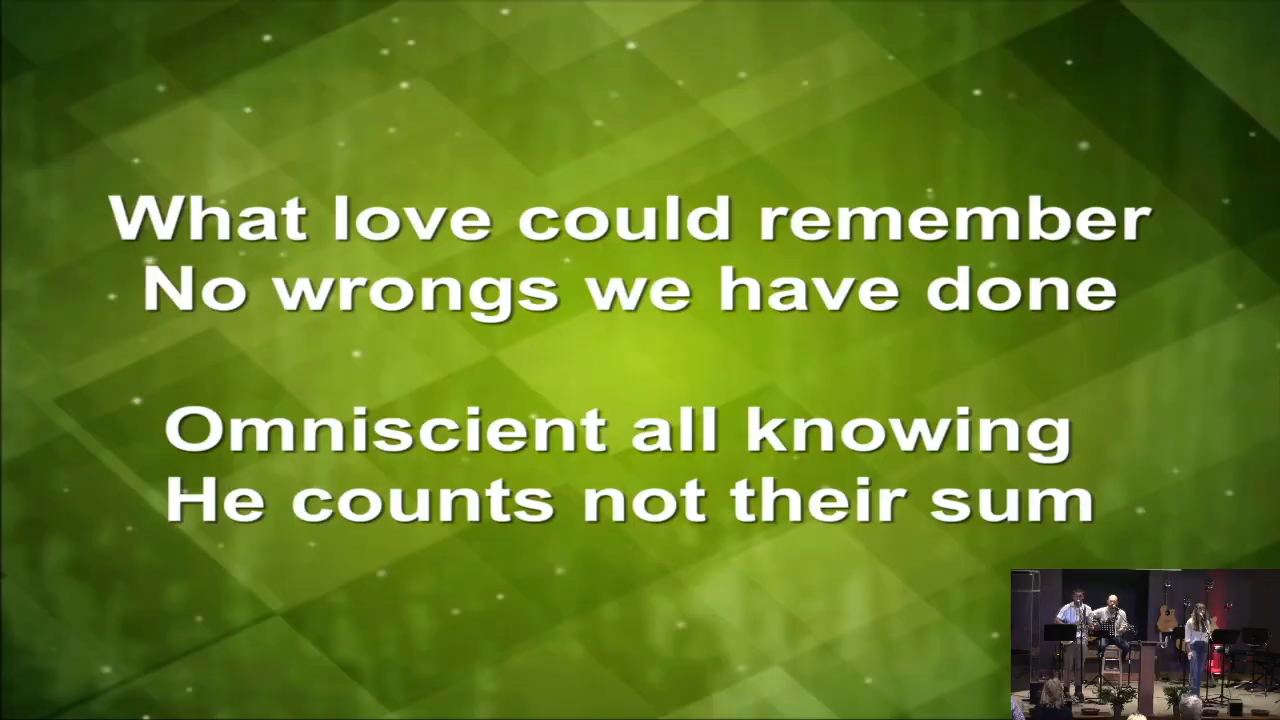 What love could remember
No wrongs we have done
Omniscient all knowing
He counts not their sum